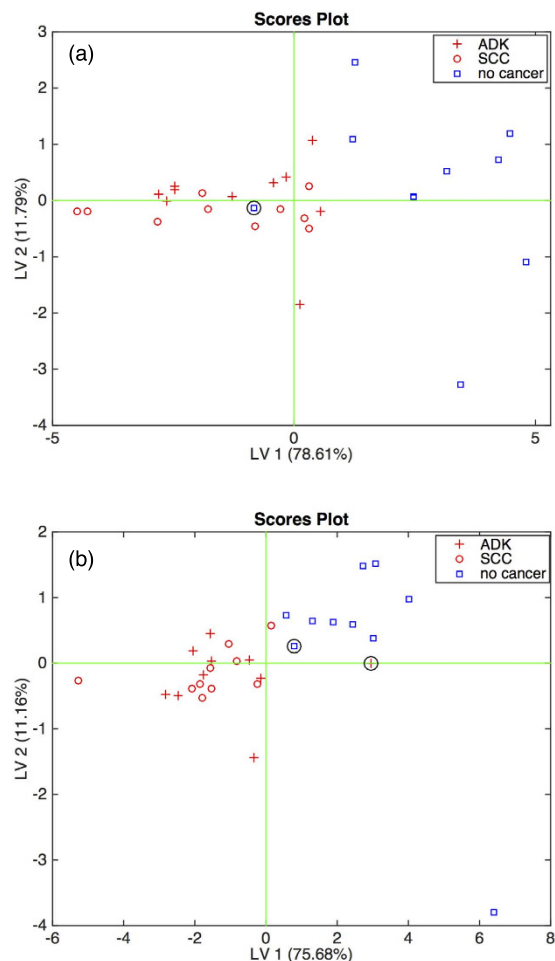 Scores Plot
(a)
ADK
SCC
no cancer
3
2
1
0
-1
-2
-3
-4
LV 2 (11.79%)
-5 0 5
LV 1 (78.61%)
Scores Plot
(b)
ADK
SCC
no cancer
2
1
0
-1
-2
-3
-4
LV 2 (11.16%)
-6 -4 -2 0 2 4 6 8
LV 1 (75.68%)